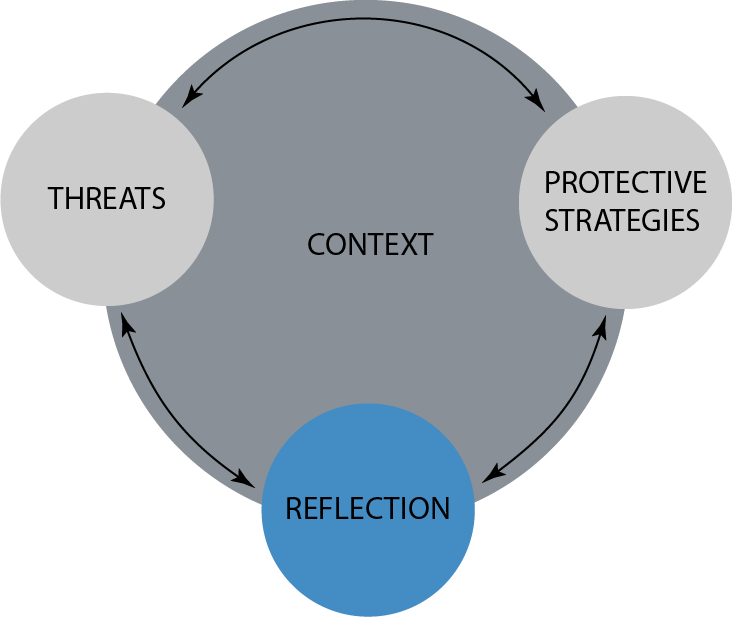 THREATS
PROTECTIVE
STRATEGIES
CONTEXT
REFLECTION